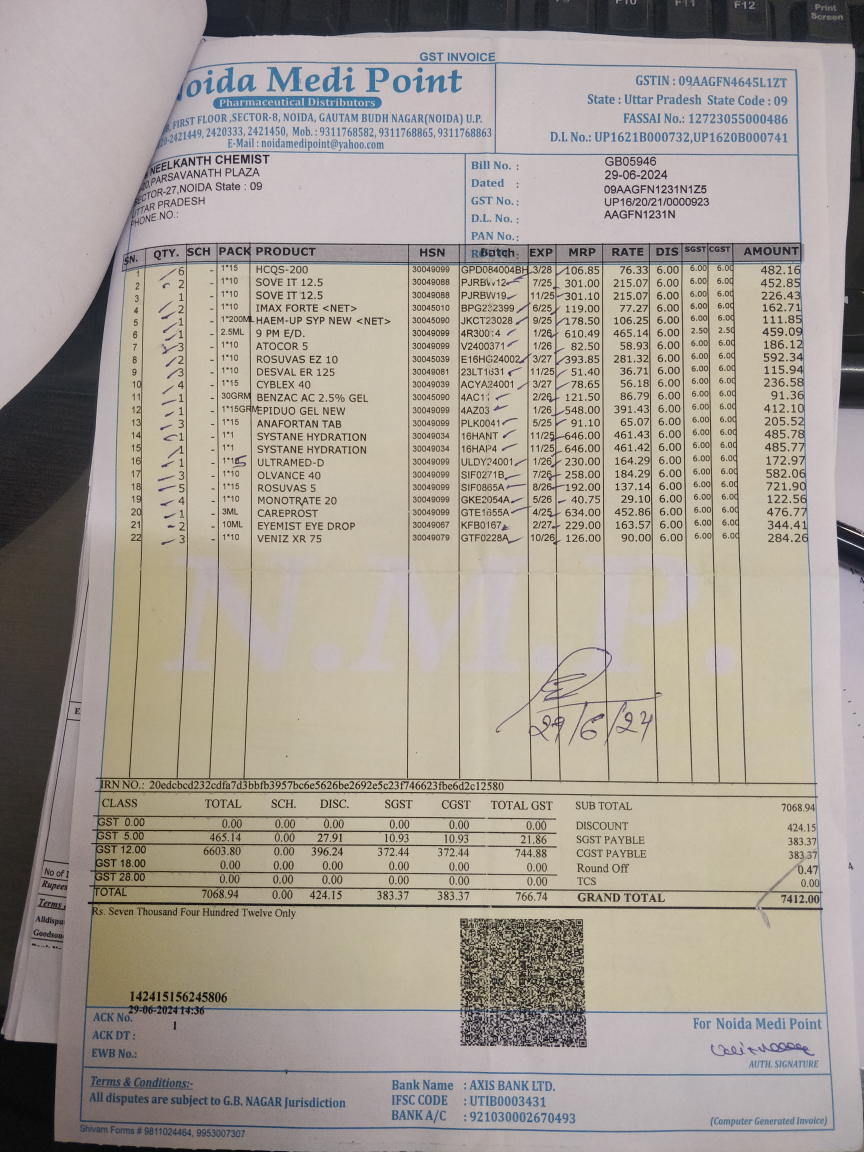 F10 F11 F12 Print Screen
GST INVOICE
Noida Medi Point
Pharmaceutical Distributors
FIRST FLOOR ,SECTOR-8, NOIDA, GAUTAM BUDH NAGAR(NOIDA) U.P.
2421449, 2420333, 2421450, Mob. : 9311768582, 9311768865, 9311768863
E-Mail : noidamedipoint@yahoo.com
GSTIN : 09AAGFN4645L1ZT
State : Uttar Pradesh State Code : 09
FASSAI No.: 12723055000486
D.L No.: UP1621B000732,UP1620B000741
NEELKANTH CHEMIST
PARSAVANATH PLAZA
SECTOR-27,NOIDA State : 09
UTTAR PRADESH
PHONE.NO.:
Bill No. : GB05946
Dated : 29-06-2024
GST No. : 09AAGFN1231N1Z5
D.L. No. : UP16/20/21/0000923
PAN No. : AAGFN1231N
SN. QTY. SCH PACK PRODUCT HSN Batch EXP MRP RATE DIS SGST CGST AMOUNT
1 6 - 1*15 HCQS-200 30049099 GPD084004BH 3/28 106.85 76.33 6.00 6.00 6.00 482.16
2 2 - 1*10 SOVE IT 12.5 30049088 7/25 301.00 215.07 6.00 6.00 6.00 452.85
3 1 - 1*10 SOVE IT 12.5 30049088 PJRBW19 11/25 301.10 215.07 6.00 6.00 6.00 226.43
4 2 - 1*10 IMAX FORTE <NET> 30045010 BPG232399 6/25 119.00 77.27 6.00 6.00 6.00 162.71
5 1 - 1*200ML HAEM-UP SYP NEW <NET> 30045090 JKCT23028 9/25 178.50 106.25 6.00 6.00 6.00 111.85
6 1 - 2.5ML 9 PM E/D. 30049099 1/26 610.49 465.14 6.00 2.50 2.50 459.09
7 3 - 1*10 ATOCOR 5 30049099 V2400371 1/26 82.50 58.93 6.00 6.00 6.00 186.12
8 2 - 1*10 ROSUVAS EZ 10 30045039 E16HG24002 3/27 393.85 281.32 6.00 6.00 6.00 592.34
9 3 - 1*10 DESVAL ER 125 30049081 23LT1631 11/25 51.40 36.71 6.00 6.00 6.00 115.94
10 4 - 1*15 CYBLEX 40 30049039 ACYA24001 3/27 78.65 56.18 6.00 6.00 6.00 236.58
11 1 - 30GRM BENZAC AC 2.5% GEL 30045090 2/26 121.50 86.79 6.00 6.00 6.00 91.36
12 1 - 1*15GRM EPIDUO GEL NEW 30049099 4AZ03 1/26 548.00 391.43 6.00 6.00 6.00 412.10
13 3 - 1*15 ANAFORTAN TAB 30049099 PLK0041 5/25 91.10 65.07 6.00 6.00 6.00 205.52
14 1 - 1*1 SYSTANE HYDRATION 30049034 16HANT 11/25 646.00 461.43 6.00 6.00 6.00 485.78
15 1 - 1*1 SYSTANE HYDRATION 30049034 16HAP4 11/25 646.00 461.42 6.00 6.00 6.00 485.77
16 1 - 1*15 ULTRAMED-D 30049099 ULDY24001 1/26 230.00 164.29 6.00 6.00 6.00 172.97
17 3 - 1*10 OLVANCE 40 30049099 SIF0271B 7/26 258.00 184.29 6.00 6.00 6.00 582.06
18 5 - 1*15 ROSUVAS 5 30049099 SIF0865A 8/26 192.00 137.14 6.00 6.00 6.00 721.90
19 4 - 1*10 MONOTRATE 20 30049099 GKE2054A 5/26 40.75 29.10 6.00 6.00 6.00 122.56
20 1 - 3ML CAREPROST 30049099 GTE1655A 4/25 634.00 452.86 6.00 6.00 6.00 476.77
21 2 - 10ML EYEMIST EYE DROP 30049067 KFB0167 2/27 229.00 163.57 6.00 6.00 6.00 344.41
22 3 - 1*10 VENIZ XR 75 30049079 GTF0228A 10/26 126.00 90.00 6.00 6.00 6.00 284.26
N.M.P.
29/6/24
IRN NO.: 20edcbcd232cdfa7d3bbfb3957bc6e5626be2692e5c23f746623fbe6d2c12580
CLASS TOTAL SCH. DISC. SGST CGST TOTAL GST
GST 0.00 0.00 0.00 0.00 0.00 0.00 0.00
GST 5.00 465.14 0.00 27.91 10.93 10.93 21.86
GST 12.00 6603.80 0.00 396.24 372.44 372.44 744.88
GST 18.00 0.00 0.00 0.00 0.00 0.00 0.00
GST 28.00 0.00 0.00 0.00 0.00 0.00 0.00
TOTAL 7068.94 0.00 424.15 383.37 383.37 766.74
SUB TOTAL 7068.94
DISCOUNT 424.15
SGST PAYBLE 383.37
CGST PAYBLE 383.37
Round Off 0.47
TCS 0.00
GRAND TOTAL 7412.00
Rs. Seven Thousand Four Hundred Twelve Only
142415156245806
29-06-2024 14:36
1
ACK No.
ACK DT :
EWB No.:
For Noida Medi Point
AUTH. SIGNATURE
Terms & Conditions:-
All disputes are subject to G.B. NAGAR Jurisdiction
Bank Name : AXIS BANK LTD.
IFSC CODE : UTIB0003431
BANK A/C : 921030002670493
(Computer Generated Invoice)
Shivam Forms # 9811024464, 9953007307
E
No of
Rupees
Terms
Alldispu
Goodson